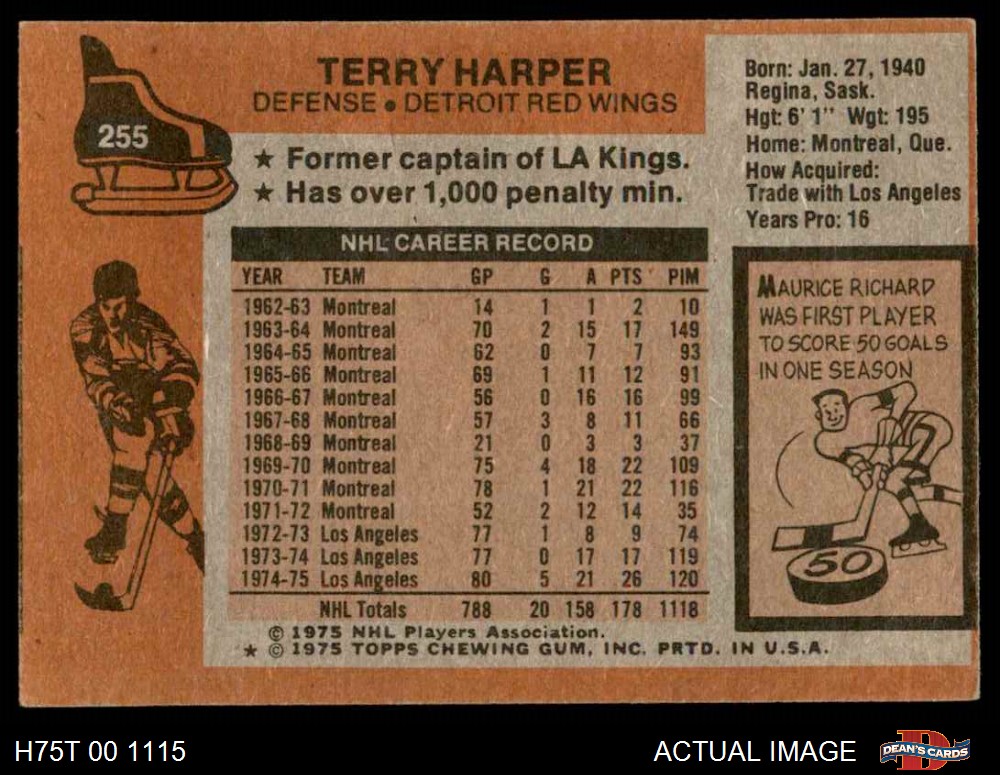 255
TERRY HARPER
DEFENSE • DETROIT RED WINGS
★ Former captain of LA Kings.
★ Has over 1,000 penalty min.
Born: Jan. 27, 1940
Regina, Sask.
Hgt: 6' 1" Wgt: 195
Home: Montreal, Que.
How Acquired:
Trade with Los Angeles
Years Pro: 16
NHL CAREER RECORD
YEAR TEAM GP G A PTS PIM
1962-63 Montreal 14 1 1 2 10
1963-64 Montreal 70 2 15 17 149
1964-65 Montreal 62 0 7 7 93
1965-66 Montreal 69 1 11 12 91
1966-67 Montreal 56 0 16 16 99
1967-68 Montreal 57 3 8 11 66
1968-69 Montreal 21 0 3 3 37
1969-70 Montreal 75 4 18 22 109
1970-71 Montreal 78 1 21 22 116
1971-72 Montreal 52 2 12 14 35
1972-73 Los Angeles 77 1 8 9 74
1973-74 Los Angeles 77 0 17 17 119
1974-75 Los Angeles 80 5 21 26 120
NHL Totals 788 20 158 178 1118
© 1975 NHL Players Association.
★ © 1975 TOPPS CHEWING GUM, INC. PRTD. IN U.S.A.
MAURICE RICHARD
WAS FIRST PLAYER
TO SCORE 50 GOALS
IN ONE SEASON
50
H75T 00 1115
ACTUAL IMAGE
D
DEAN'S CARDS